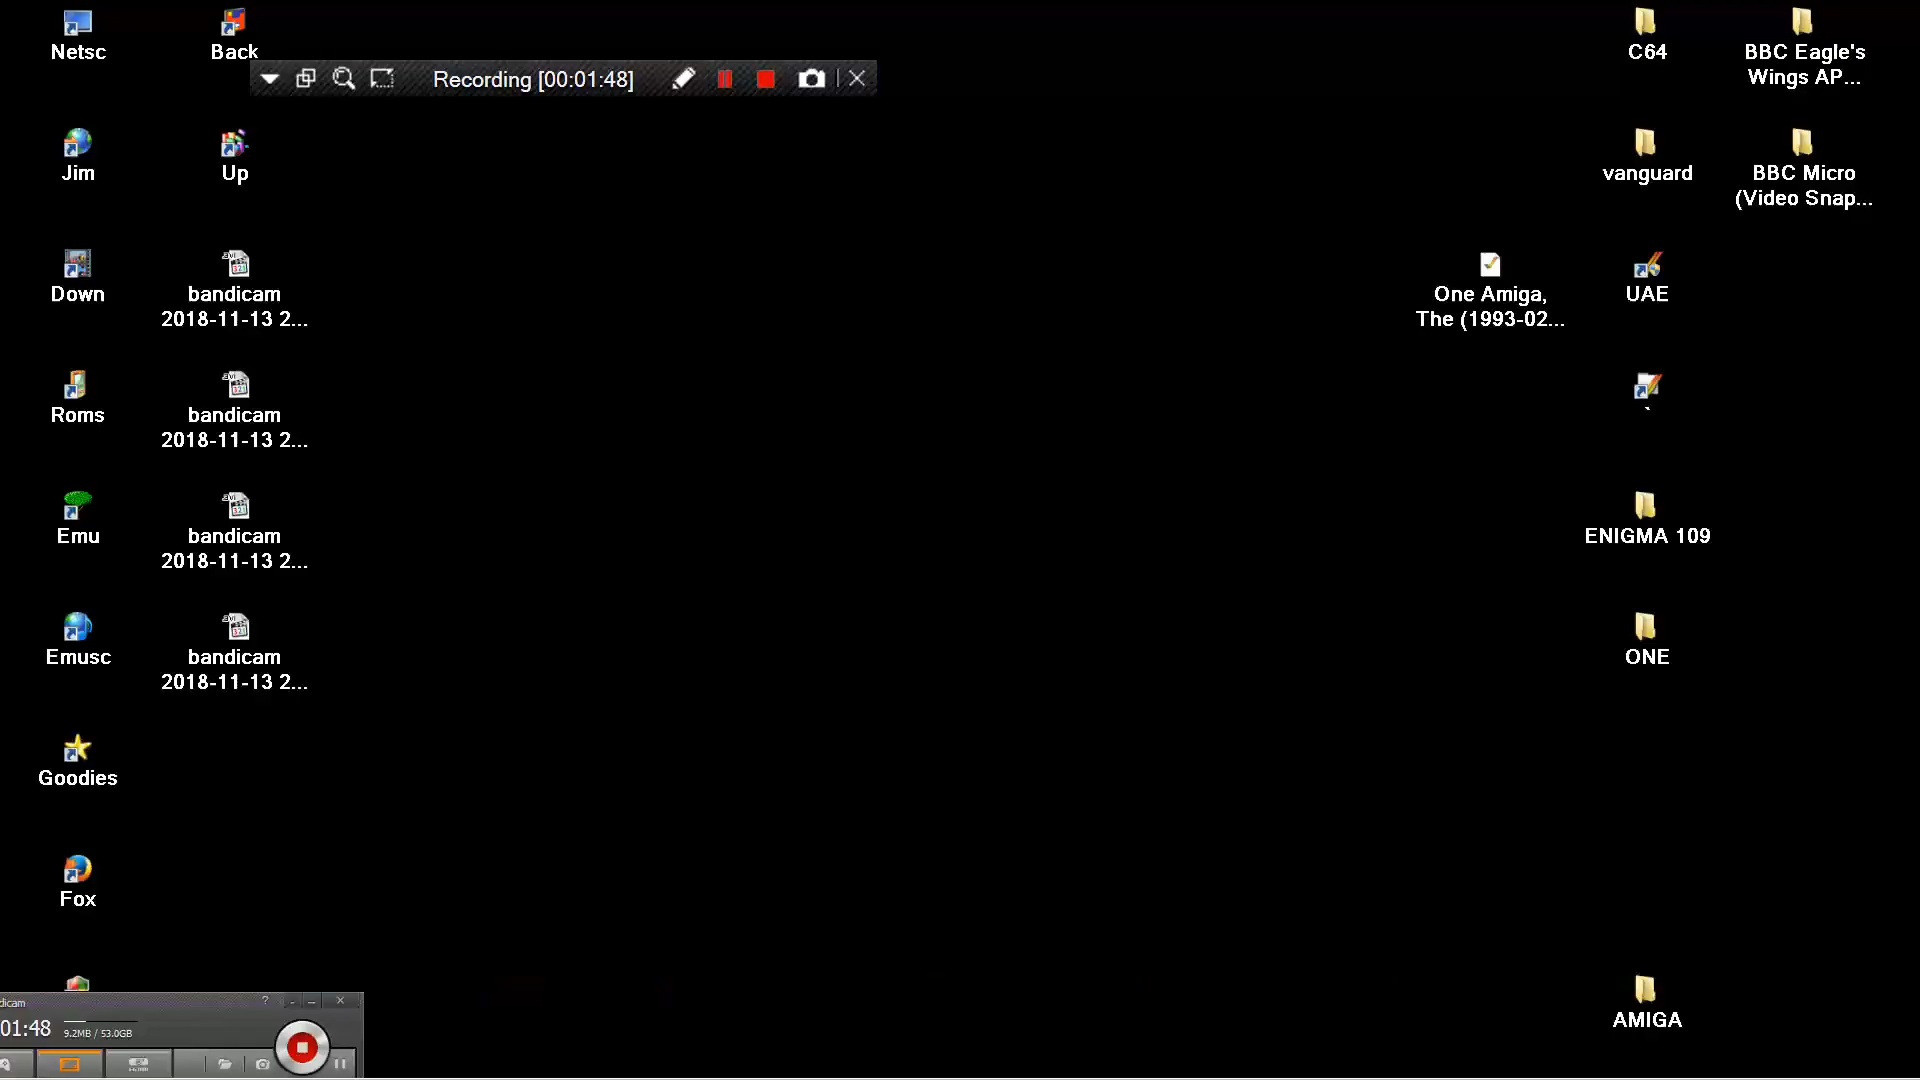 Netsc
Back
C64
BBC Eagle's
Wings AP...
Recording [00:01:48]
Jim
Up
vanguard
BBC Micro
(Video Snap...
Down
bandicam
2018-11-13 2...
One Amiga,
The (1993-02...
UAE
Roms
bandicam
2018-11-13 2...
Emu
bandicam
2018-11-13 2...
ENIGMA 109
Emusc
bandicam
2018-11-13 2...
ONE
Goodies
Fox
AMIGA
dicam
?
01:48
9.2MB / 53.0GB